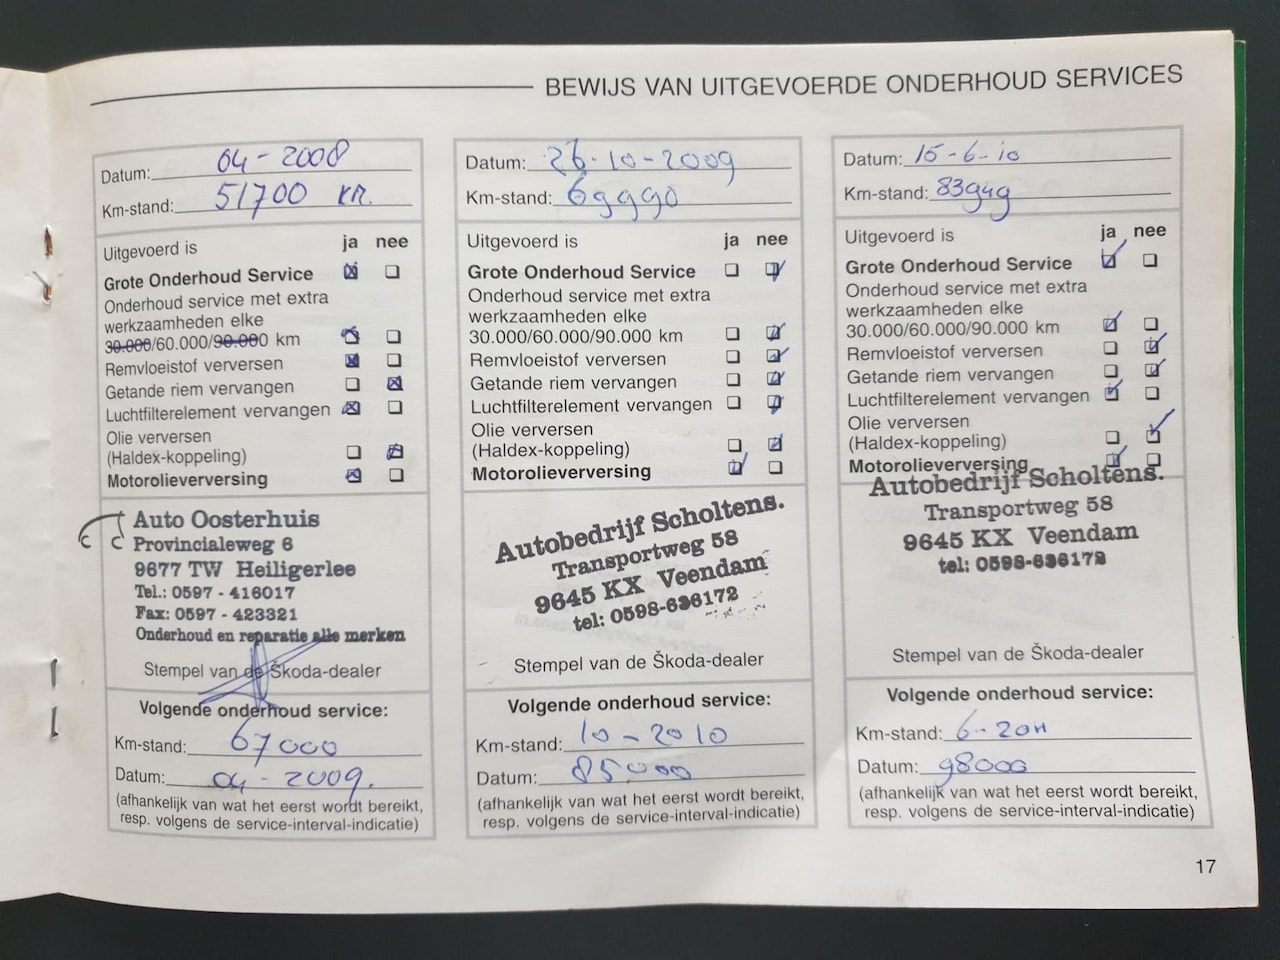 BEWIJS VAN UITGEVOERDE ONDERHOUD SERVICES
Datum: 04-2008
Km-stand: 51700 KM.
Uitgevoerd is ja nee
Grote Onderhoud Service
Onderhoud service met extra
werkzaamheden elke
30.000/60.000/90.000 km
Remvloeistof verversen
Getande riem vervangen
Luchtfilterelement vervangen
Olie verversen
(Haldex-koppeling)
Motorolieverversing
Auto Oosterhuis
Provincialeweg 6
9677 TW Heiligerlee
Tel.: 0597 - 416017
Fax: 0597 - 423321
Onderhoud en reparatie alle merken
Stempel van de Škoda-dealer
Volgende onderhoud service:
Km-stand: 67000
Datum: 04-2009.
(afhankelijk van wat het eerst wordt bereikt,
resp. volgens de service-interval-indicatie)
Datum: 26-10-2009
Km-stand: 69990
Uitgevoerd is ja nee
Grote Onderhoud Service
Onderhoud service met extra
werkzaamheden elke
30.000/60.000/90.000 km
Remvloeistof verversen
Getande riem vervangen
Luchtfilterelement vervangen
Olie verversen
(Haldex-koppeling)
Motorolieverversing
Autobedrijf Scholtens.
Transportweg 58
9645 KX Veendam
tel: 0598-636172
Stempel van de Škoda-dealer
Volgende onderhoud service:
Km-stand: 10-2010
Datum: 85000
(afhankelijk van wat het eerst wordt bereikt,
resp. volgens de service-interval-indicatie)
Datum: 15-6-10
Km-stand: 83949
Uitgevoerd is ja nee
Grote Onderhoud Service
Onderhoud service met extra
werkzaamheden elke
30.000/60.000/90.000 km
Remvloeistof verversen
Getande riem vervangen
Luchtfilterelement vervangen
Olie verversen
(Haldex-koppeling)
Motorolieverversing
Autobedrijf Scholtens.
Transportweg 58
9645 KX Veendam
tel: 0598-636172
Stempel van de Škoda-dealer
Volgende onderhoud service:
Km-stand: 6-2011
Datum: 98000
(afhankelijk van wat het eerst wordt bereikt,
resp. volgens de service-interval-indicatie)
17